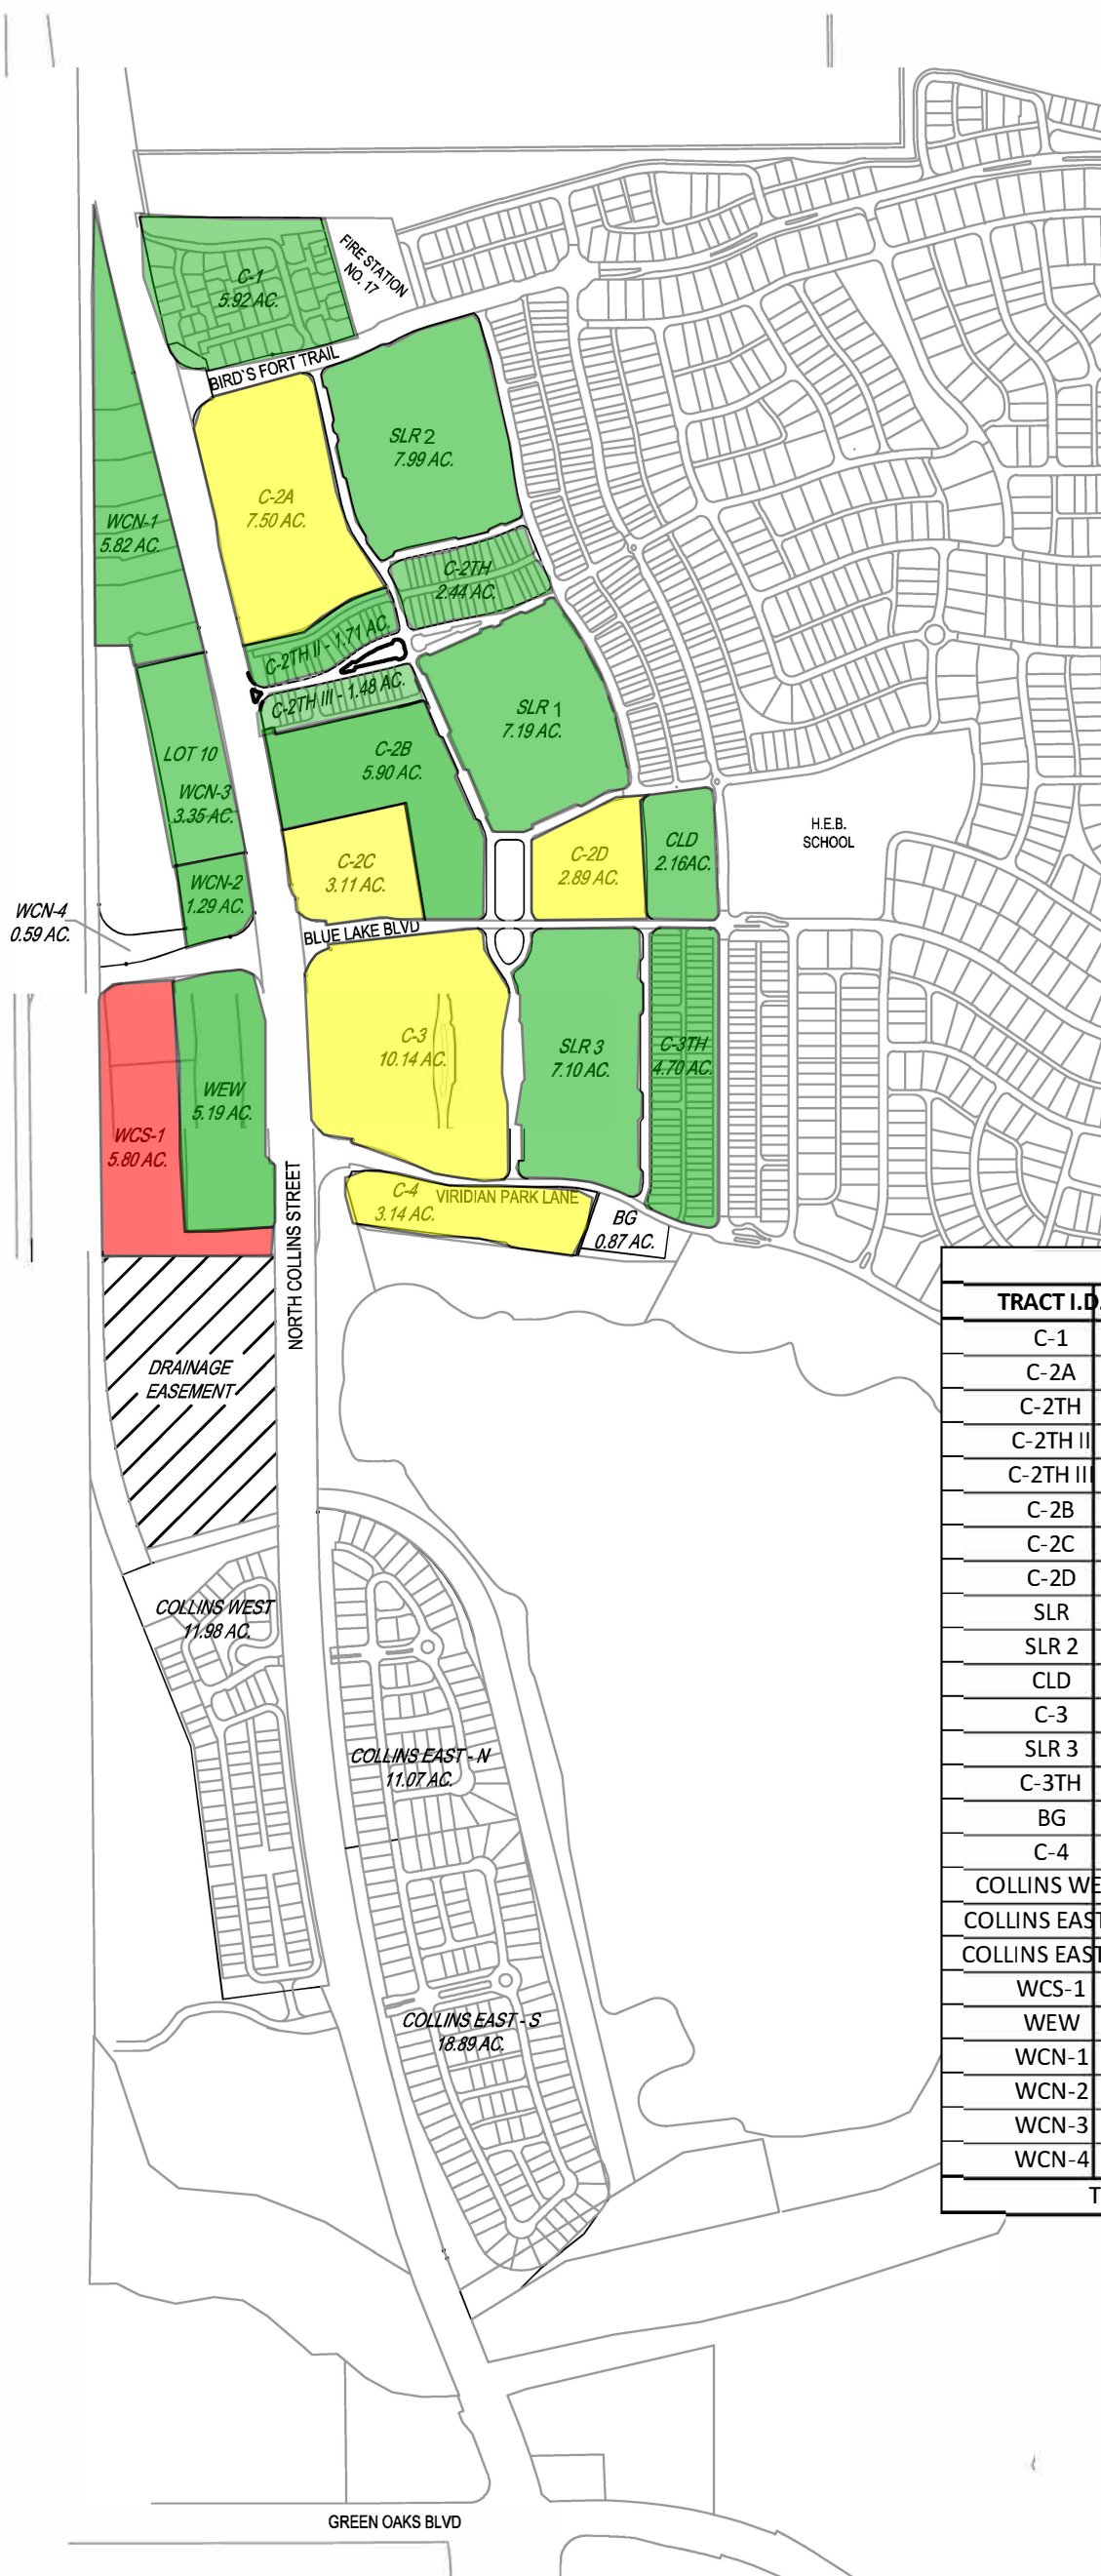 FIRE STATION
NO. 17
C-1
5.92 AC.
BIRD'S FORT TRAIL
SLR 2
7.99 AC.
C-2A
7.50 AC.
WCN-1
5.82 AC.
C-2TH
2.44 AC.
C-2TH II - 1.71 AC.
C-2TH III - 1.48 AC.
SLR 1
7.19 AC.
C-2B
5.90 AC.
LOT 10
WCN-3
3.35 AC.
H.E.B.
SCHOOL
CLD
2.16AC.
C-2D
2.89 AC.
C-2C
3.11 AC.
WCN-2
1.29 AC.
WCN-4
0.59 AC.
BLUE LAKE BLVD
C-3
10.14 AC.
SLR 3
7.10 AC.
C-3TH
4.70 AC.
WEW
5.19 AC.
WCS-1
5.80 AC.
C-4
3.14 AC.
VIRIDIAN PARK LANE
BG
0.87 AC.
NORTH COLLINS STREET
DRAINAGE
EASEMENT
COLLINS WEST
11.98 AC.
COLLINS EAST - N
11.07 AC.
COLLINS EAST - S
18.89 AC.
GREEN OAKS BLVD
TRACT I.D.
C-1
C-2A
C-2TH
C-2TH II
C-2TH III
C-2B
C-2C
C-2D
SLR
SLR 2
CLD
C-3
SLR 3
C-3TH
BG
C-4
COLLINS WE
COLLINS EAST
COLLINS EAST
WCS-1
WEW
WCN-1
WCN-2
WCN-3
WCN-4
T